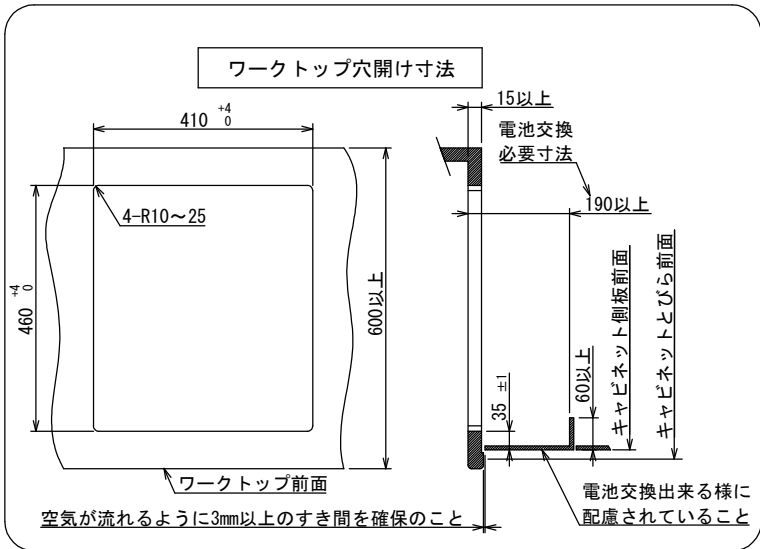 ワークトップ穴開け寸法
15以上
410 +4 0
電池交換
必要寸法
190以上
4-R10～25
460 +4 0
600以上
キャビネット側板前面
キャビネットとびら前面
35 ±1
60以上
ワークトップ前面
電池交換出来る様に
配慮されていること
空気が流れるように3mm以上のすき間を確保のこと